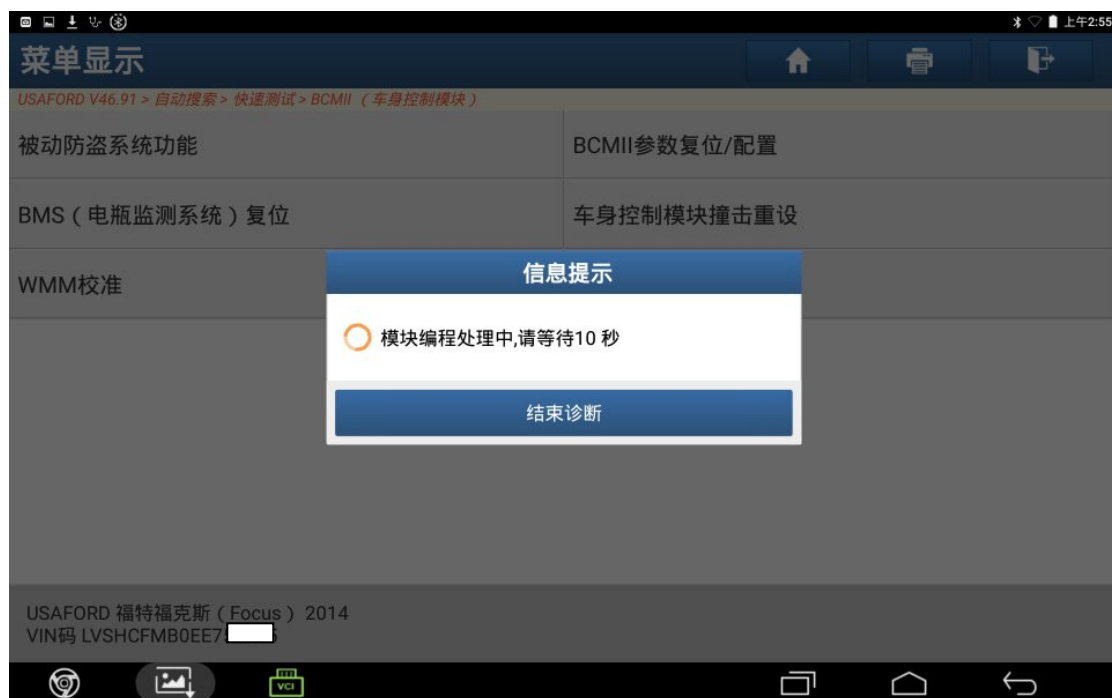 上午2:55
菜单显示
USAFORD V46.91 > 自动搜索 > 快速测试 > BCMII （车身控制模块）
被动防盗系统功能
BCMII参数复位/配置
BMS（电瓶监测系统）复位
车身控制模块撞击重设
WMM校准
信息提示
模块编程处理中,请等待10 秒
结束诊断
USAFORD 福特福克斯（Focus）2014
VIN码 LVSHCFMB0EE7
VCI